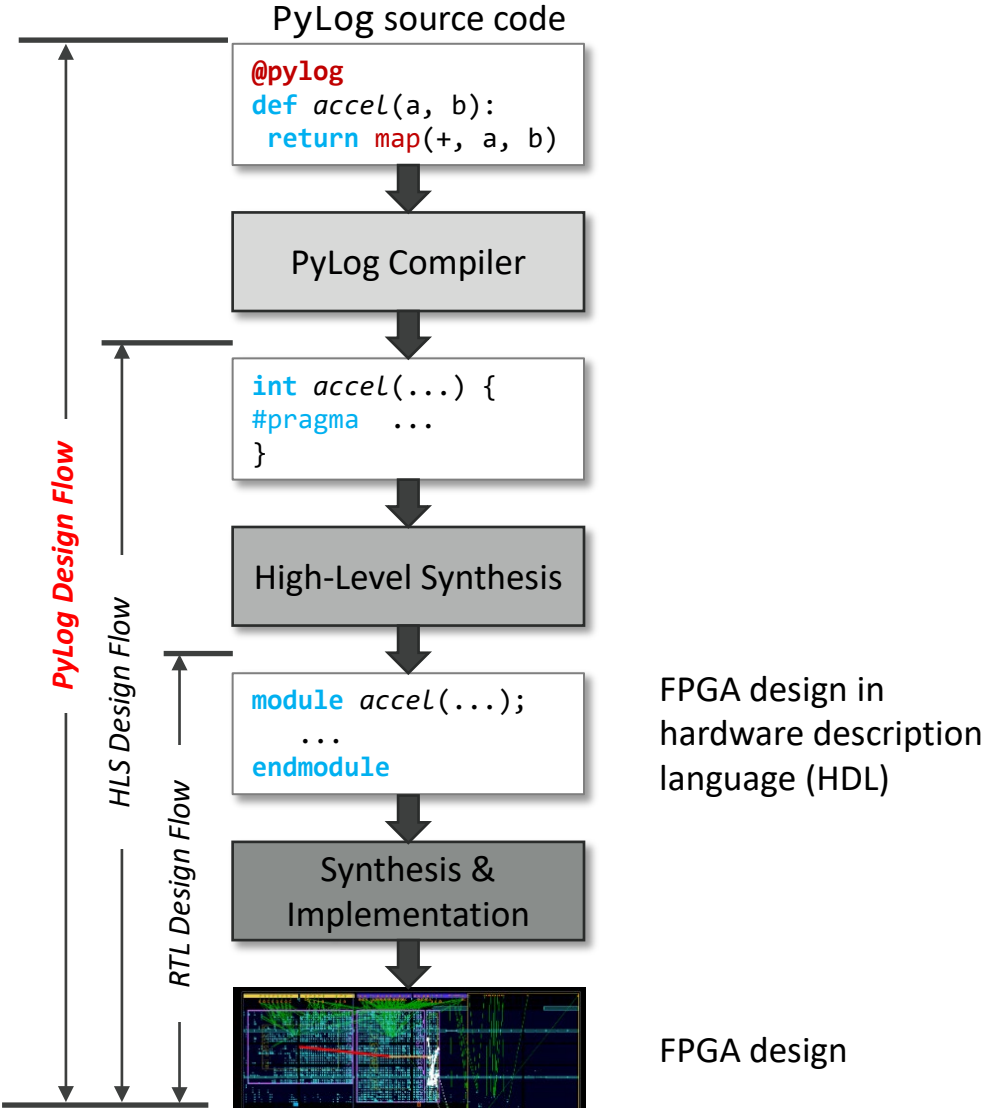 PyLog source code
@pylog
def accel(a, b):
return map(+, a, b)
PyLog Compiler
int accel(...) {
#pragma ...
}
High-Level Synthesis
module accel(...);
...
endmodule
Synthesis &
Implementation
PyLog Design Flow
HLS Design Flow
RTL Design Flow
FPGA design in
hardware description
language (HDL)
FPGA design